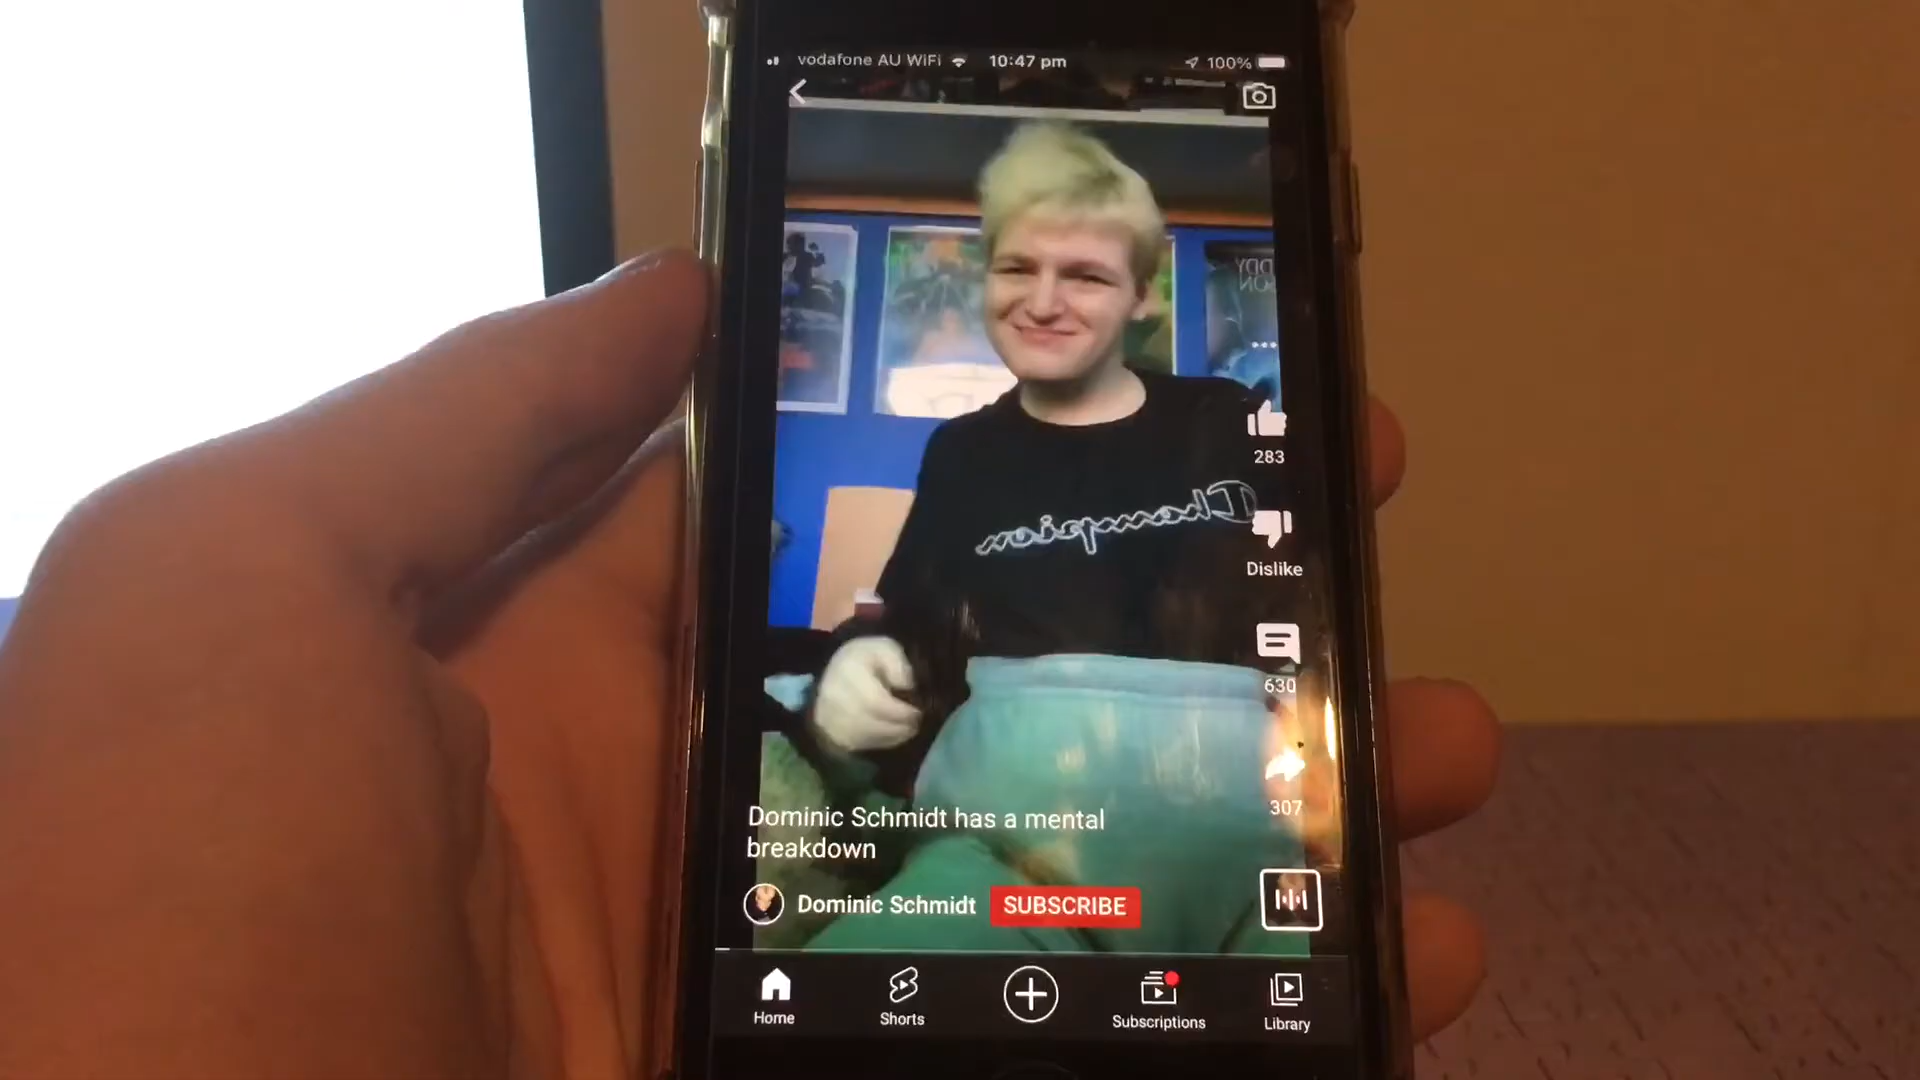 vodafone AU WiFi 10:47 pm 100%
Champion
283
Dislike
630
307
Dominic Schmidt has a mental
breakdown
Dominic Schmidt SUBSCRIBE
Home Shorts Subscriptions Library